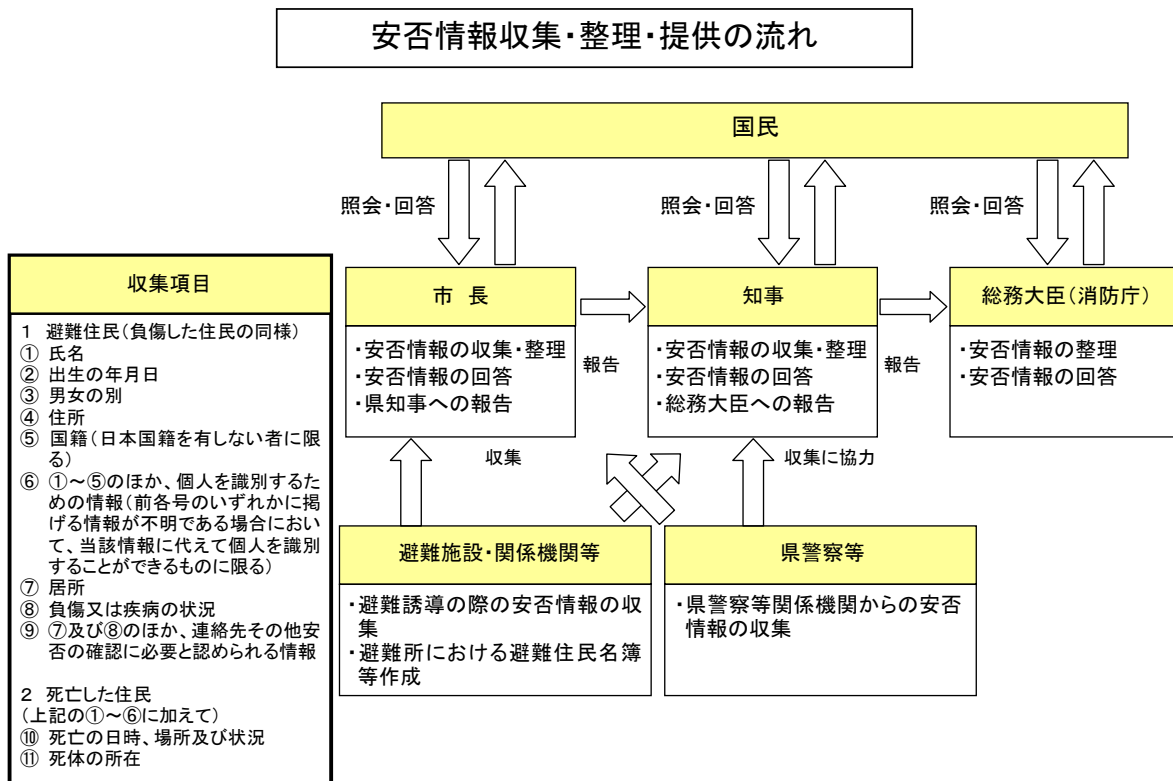 安否情報収集・整理・提供の流れ
国民
照会・回答
照会・回答
照会・回答
収集項目
1 避難住民(負傷した住民の同様)
① 氏名
② 出生の年月日
③ 男女の別
④ 住所
⑤ 国籍(日本国籍を有しない者に限
る)
⑥ ①~⑤のほか、個人を識別するた
めの情報(前各号のいずれかに掲
げる情報が不明である場合におい
て、当該情報に代えて個人を識別
することができるものに限る)
⑦ 居所
⑧ 負傷又は疾病の状況
⑨ ⑦及び⑧のほか、連絡先その他安
否の確認に必要と認められる情報
2 死亡した住民
(上記の①~⑥に加えて)
⑩ 死亡の日時、場所及び状況
⑪ 死体の所在
市 長
・安否情報の収集・整理
・安否情報の回答
・県知事への報告
報告
知事
・安否情報の収集・整理
・安否情報の回答
・総務大臣への報告
報告
総務大臣(消防庁)
・安否情報の整理
・安否情報の回答
収集
収集に協力
避難施設・関係機関等
・避難誘導の際の安否情報の収
集
・避難所における避難住民名簿
等作成
県警察等
・県警察等関係機関からの安否
情報の収集